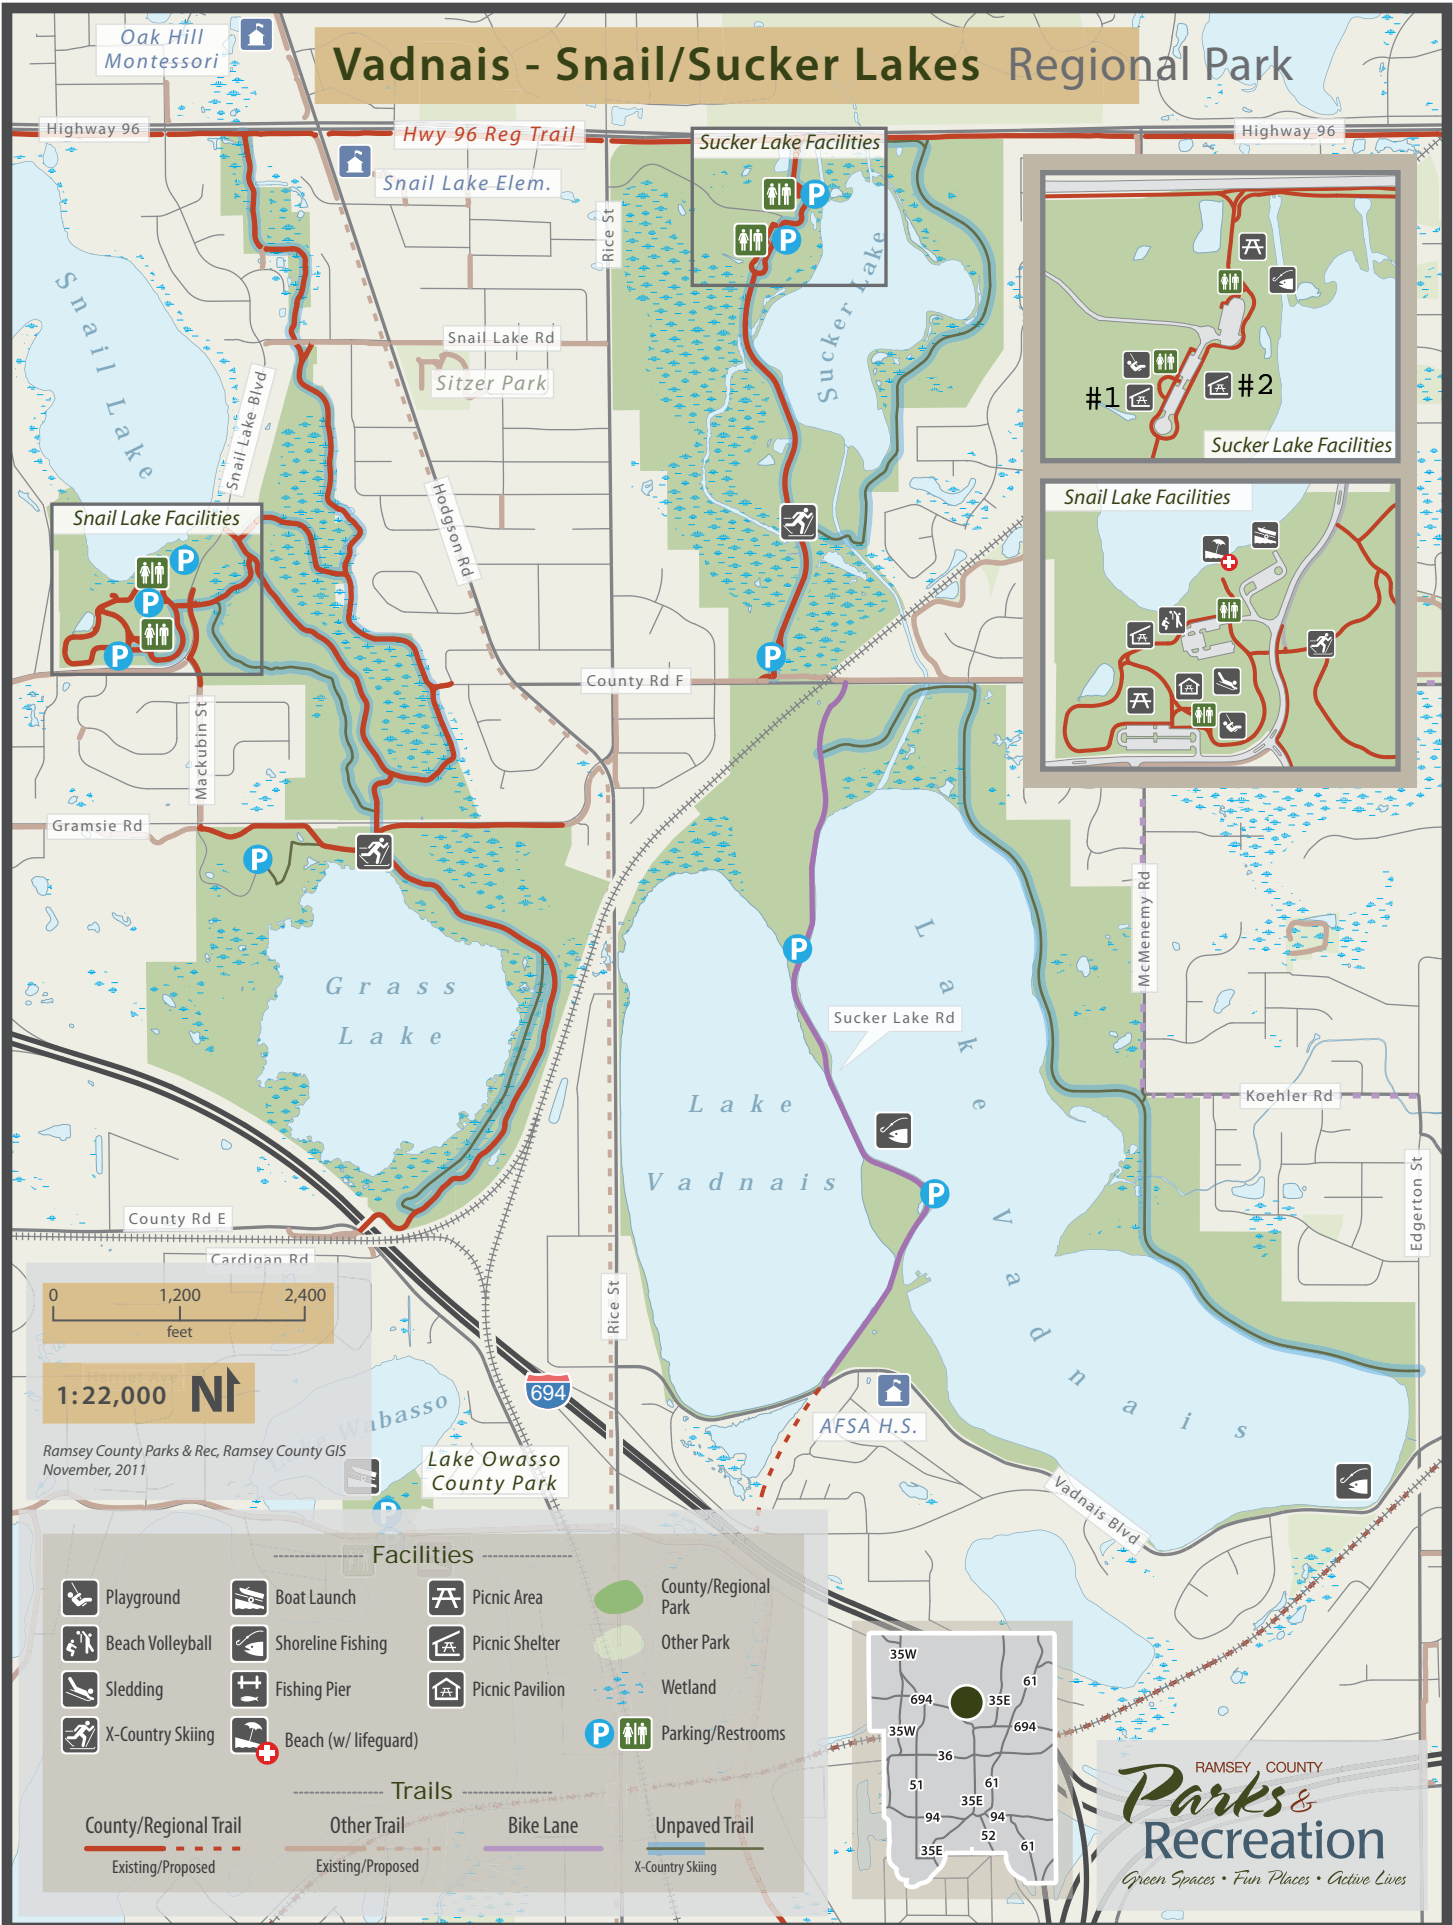 Vadnais - Snail/Sucker Lakes Regional Park
Oak Hill
Montessori
Highway 96
Hwy 96 Reg Trail
Highway 96
Sucker Lake Facilities
Snail Lake Elem.
P
P
Rice St
Snail Lake
Sucker Lake
Snail Lake Rd
Sitzer Park
Snail Lake Blvd
Hodgson Rd
#1
#2
Sucker Lake Facilities
Snail Lake Facilities
Snail Lake Facilities
P
P
P
P
County Rd F
Mackubin St
Gramsie Rd
P
McMenemy Rd
P
Grass
Lake
Sucker Lake Rd
Lake
Vadnais
Lake Vadnais
P
Koehler Rd
Edgerton St
County Rd E
Cardigan Rd
Rice St
0 1,200 2,400
feet
Harriet Ave
1:22,000 N
694
AFSA H.S.
Lake Wabasso
Ramsey County Parks & Rec, Ramsey County GIS
November, 2011
Lake Owasso
County Park
P
Vadnais Blvd
Facilities
Playground
Boat Launch
Picnic Area
County/Regional
Park
Beach Volleyball
Shoreline Fishing
Picnic Shelter
Other Park
Sledding
Fishing Pier
Picnic Pavilion
Wetland
X-Country Skiing
Beach (w/ lifeguard)
P Parking/Restrooms
Trails
County/Regional Trail
Other Trail
Bike Lane
Unpaved Trail
Existing/Proposed
Existing/Proposed
X-Country Skiing
35W
61
694
35E
35W
694
36
51
61
35E
94
94
52
35E
61
RAMSEY COUNTY
Parks &
Recreation
Green Spaces • Fun Places • Active Lives